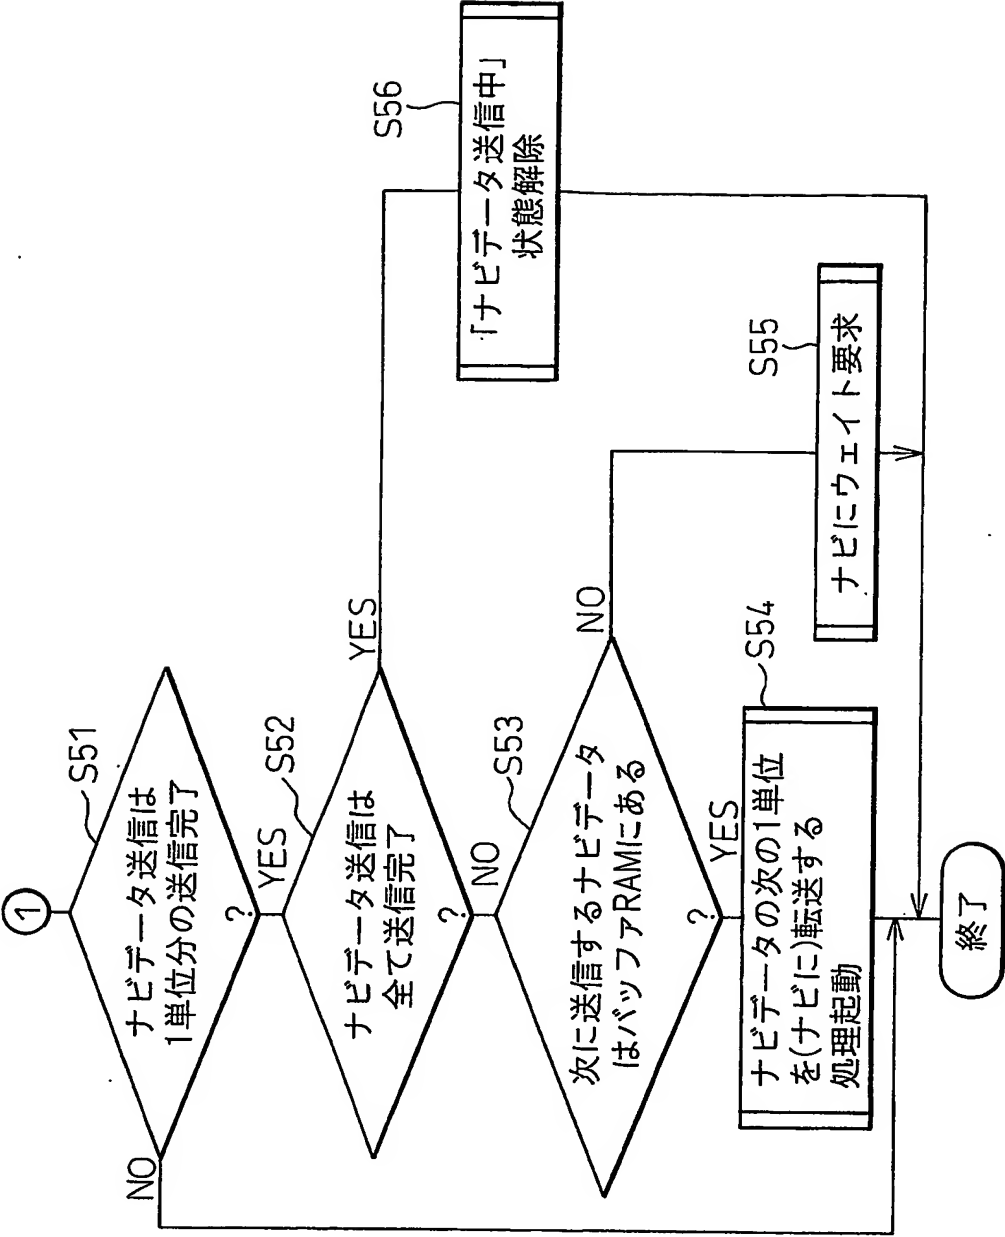 1
S51
ナビデータ送信は
1単位分の送信完了
?
NO
YES
S52
ナビデータ送信は
全て送信完了
?
YES
NO
S53
次に送信するナビデータ
はバッファRAMにある
?
NO
YES
S54
ナビデータの次の1単位
を(ナビに)転送する
処理起動
S55
ナビにウェイト要求
S56
「ナビデータ送信中」
状態解除
終了